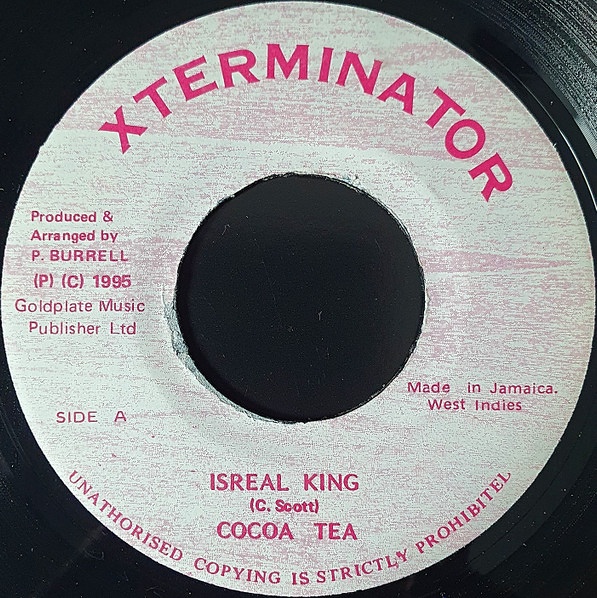 XTERMINATOR
Produced &
Arranged by
P. BURRELL
(P) (C) 1995
Goldplate Music
Publisher Ltd
Made in Jamaica.
West Indies
SIDE A
ISREAL KING
(C. Scott)
COCOA TEA
UNATHORISED COPYING IS STRICTLY PROHIBITEL